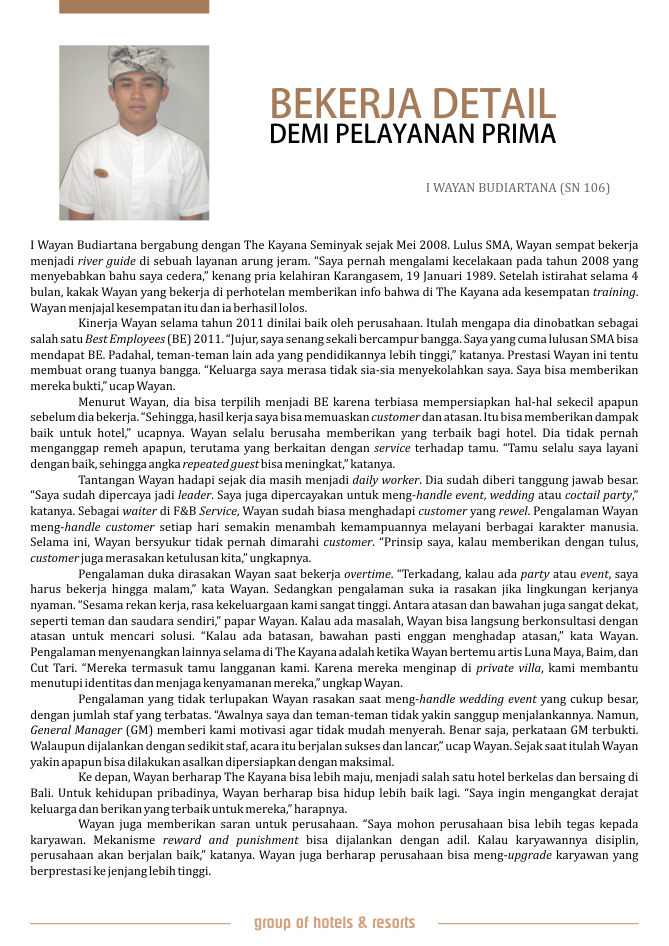 BEKERJA DETAIL
DEMI PELAYANAN PRIMA
I WAYAN BUDIARTANA (SN 106)
I Wayan Budiartana bergabung dengan The Kayana Seminyak sejak Mei 2008. Lulus SMA, Wayan sempat bekerja
menjadi river guide di sebuah layanan arung jeram. “Saya pernah mengalami kecelakaan pada tahun 2008 yang
menyebabkan bahu saya cedera,” kenang pria kelahiran Karangasem, 19 Januari 1989. Setelah istirahat selama 4
bulan, kakak Wayan yang bekerja di perhotelan memberikan info bahwa di The Kayana ada kesempatan training.
Wayan menjajal kesempatan itu dan ia berhasil lolos.
Kinerja Wayan selama tahun 2011 dinilai baik oleh perusahaan. Itulah mengapa dia dinobatkan sebagai
salah satu Best Employees (BE) 2011. “Jujur, saya senang sekali bercampur bangga. Saya yang cuma lulusan SMA bisa
mendapat BE. Padahal, teman-teman lain ada yang pendidikannya lebih tinggi,” katanya. Prestasi Wayan ini tentu
membuat orang tuanya bangga. “Keluarga saya merasa tidak sia-sia menyekolahkan saya. Saya bisa memberikan
mereka bukti,” ucap Wayan.
Menurut Wayan, dia bisa terpilih menjadi BE karena terbiasa mempersiapkan hal-hal sekecil apapun
sebelum dia bekerja. “Sehingga, hasil kerja saya bisa memuaskan customer dan atasan. Itu bisa memberikan dampak
baik untuk hotel,” ucapnya. Wayan selalu berusaha memberikan yang terbaik bagi hotel. Dia tidak pernah
menganggap remeh apapun, terutama yang berkaitan dengan service terhadap tamu. “Tamu selalu saya layani
dengan baik, sehingga angka repeated guest bisa meningkat,” katanya.
Tantangan Wayan hadapi sejak dia masih menjadi daily worker. Dia sudah diberi tanggung jawab besar.
“Saya sudah dipercaya jadi leader. Saya juga dipercayakan untuk meng-handle event, wedding atau coctail party,”
katanya. Sebagai waiter di F&B Service, Wayan sudah biasa menghadapi customer yang rewel. Pengalaman Wayan
meng-handle customer setiap hari semakin menambah kemampuannya melayani berbagai karakter manusia.
Selama ini, Wayan bersyukur tidak pernah dimarahi customer. “Prinsip saya, kalau memberikan dengan tulus,
customer juga merasakan ketulusan kita,” ungkapnya.
Pengalaman duka dirasakan Wayan saat bekerja overtime. “Terkadang, kalau ada party atau event, saya
harus bekerja hingga malam,” kata Wayan. Sedangkan pengalaman suka ia rasakan jika lingkungan kerjanya
nyaman. “Sesama rekan kerja, rasa kekeluargaan kami sangat tinggi. Antara atasan dan bawahan juga sangat dekat,
seperti teman dan saudara sendiri,” papar Wayan. Kalau ada masalah, Wayan bisa langsung berkonsultasi dengan
atasan untuk mencari solusi. “Kalau ada batasan, bawahan pasti enggan menghadap atasan,” kata Wayan.
Pengalaman menyenangkan lainnya selama di The Kayana adalah ketika Wayan bertemu artis Luna Maya, Baim, dan
Cut Tari. “Mereka termasuk tamu langganan kami. Karena mereka menginap di private villa, kami membantu
menutupi identitas dan menjaga kenyamanan mereka,” ungkap Wayan.
Pengalaman yang tidak terlupakan Wayan rasakan saat meng-handle wedding event yang cukup besar,
dengan jumlah staf yang terbatas. “Awalnya saya dan teman-teman tidak yakin sanggup menjalankannya. Namun,
General Manager (GM) memberi kami motivasi agar tidak mudah menyerah. Benar saja, perkataan GM terbukti.
Walaupun dijalankan dengan sedikit staf, acara itu berjalan sukses dan lancar,” ucap Wayan. Sejak saat itulah Wayan
yakin apapun bisa dilakukan asalkan dipersiapkan dengan maksimal.
Ke depan, Wayan berharap The Kayana bisa lebih maju, menjadi salah satu hotel berkelas dan bersaing di
Bali. Untuk kehidupan pribadinya, Wayan berharap bisa hidup lebih baik lagi. “Saya ingin mengangkat derajat
keluarga dan berikan yang terbaik untuk mereka,” harapnya.
Wayan juga memberikan saran untuk perusahaan. “Saya mohon perusahaan bisa lebih tegas kepada
karyawan. Mekanisme reward and punishment bisa dijalankan dengan adil. Kalau karyawannya disiplin,
perusahaan akan berjalan baik,” katanya. Wayan juga berharap perusahaan bisa meng-upgrade karyawan yang
berprestasi ke jenjang lebih tinggi.
group of hotels & resorts